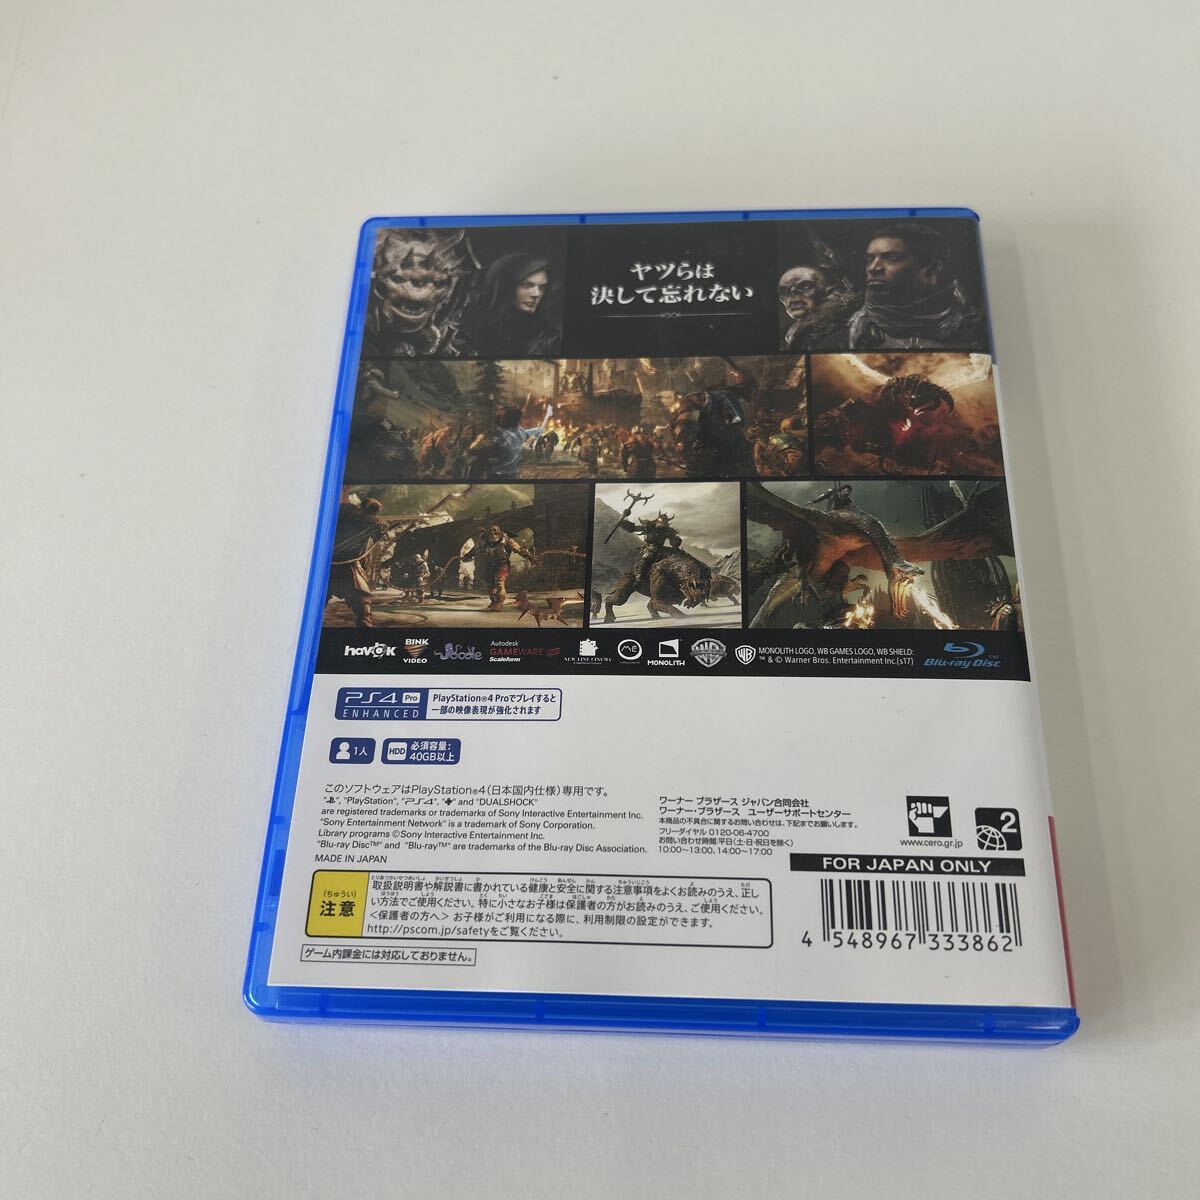 ヤツらは
決して忘れない
havok
BINK
VIDEO
oodle
Autodesk
GAMEWARE
Scaleform
NEW LINE CINEMA
ME
MONOLITH
WB
MONOLITH LOGO, WB GAMES LOGO, WB SHIELD:
™ & © Warner Bros. Entertainment Inc.(s17)
Blu-ray Disc™
PS4 Pro
ENHANCED
PlayStation®4 Proでプレイすると
一部の映像表現が強化されます
1人
HDD
必須容量:
40GB以上
このソフトウェアはPlayStation®4(日本国内仕様)専用です。
"PlayStation", "PS4", and "DUALSHOCK"
are registered trademarks or trademarks of Sony Interactive Entertainment Inc.
"Sony Entertainment Network" is a trademark of Sony Corporation.
Library programs ©Sony Interactive Entertainment Inc.
"Blu-ray Disc™" and "Blu-ray™" are trademarks of the Blu-ray Disc Association.
MADE IN JAPAN
ワーナー ブラザース ジャパン合同会社
ワーナー・ブラザース ユーザーサポートセンター
本商品の不具合に関するお問い合せは、下記までお願いします。
フリーダイヤル 0120-06-4700
お問い合わせ時間:平日(土・日・祝日を除く)
10:00~13:00、14:00~17:00
www.cero.gr.jp
2
FOR JAPAN ONLY
4 548967 333862
(ちゅうい)
注意
取扱説明書や解説書に書かれている健康と安全に関する注意事項をよくお読みのうえ、正し
い方法でご使用ください。特に小さなお子様は保護者の方がお読みのうえ、ご使用ください。
<保護者の方へ> お子様がご利用になる際に、利用制限の設定ができます。
http://pscom.jp/safetyをご覧ください。
ゲーム内課金には対応しておりません。